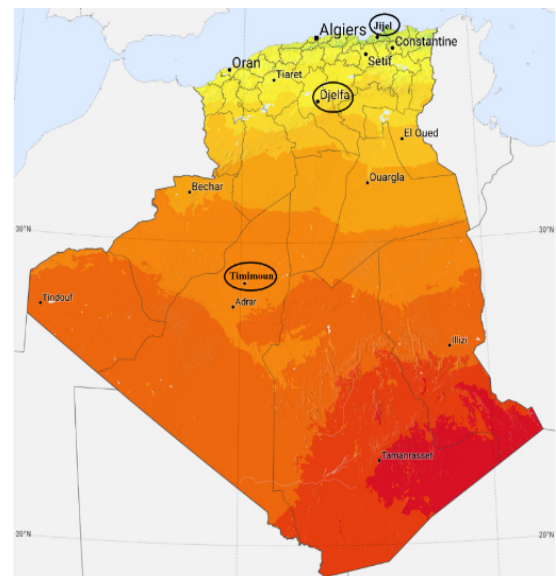 Jijel
Algiers
Constantine
Setif
Oran
Tiaret
Djelfa
El Oued
Ouargla
Bechar
30°N
30°N
Timimoun
Tindouf
Adrar
Illizi
Tamanrasset
20°N
20°N